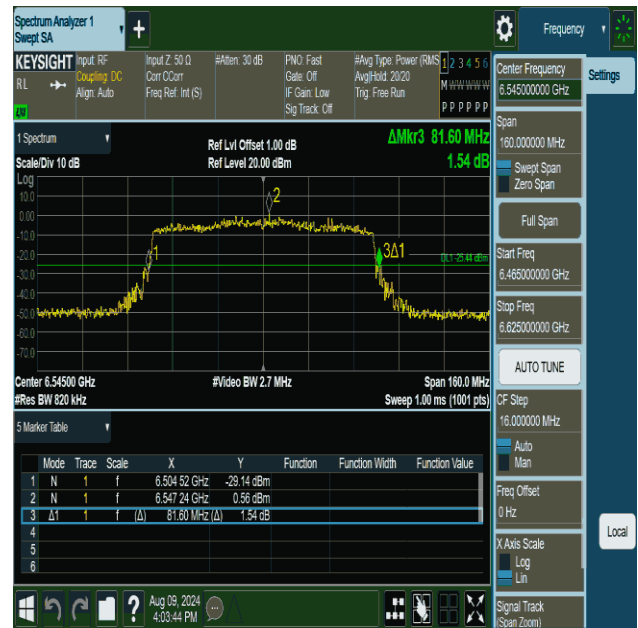 Spectrum Analyzer 1
Swept SA
+
Frequency
KEYSIGHT
RL
LNI
Input: RF
Coupling: DC
Align: Auto
Input Z: 50 Ω
Corr CCorr
Freq Ref: Int (S)
#Atten: 30 dB
PNO: Fast
Gate: Off
IF Gain: Low
Sig Track: Off
#Avg Type: Power (RMS
Avg|Hold: 20/20
Trig: Free Run
1 2 3 4 5 6
M W W W W W
P P P P P P
Center Frequency
6.545000000 GHz
Settings
Span
160.000000 MHz
Swept Span
Zero Span
Full Span
Start Freq
6.465000000 GHz
Stop Freq
6.625000000 GHz
AUTO TUNE
CF Step
16.000000 MHz
Auto
Man
Freq Offset
0 Hz
X Axis Scale
Log
Lin
Signal Track
(Span Zoom)
Local
1 Spectrum
Scale/Div 10 dB
Ref Lvl Offset 1.00 dB
Ref Level 20.00 dBm
ΔMkr3 81.60 MHz
1.54 dB
Log
10.0
0.00
-10.0
-20.0
-30.0
-40.0
-50.0
-60.0
-70.0
2
1
3Δ1
DL1 -25.44 dBm
Center 6.54500 GHz
#Res BW 820 kHz
#Video BW 2.7 MHz
Span 160.0 MHz
Sweep 1.00 ms (1001 pts)
5 Marker Table
Mode Trace Scale X Y Function Function Width Function Value
1 N 1 f 6.504 52 GHz -29.14 dBm
2 N 1 f 6.547 24 GHz 0.56 dBm
3 Δ1 1 f (Δ) 81.60 MHz (Δ) 1.54 dB
4
5
6
?
Aug 09, 2024
4:03:44 PM